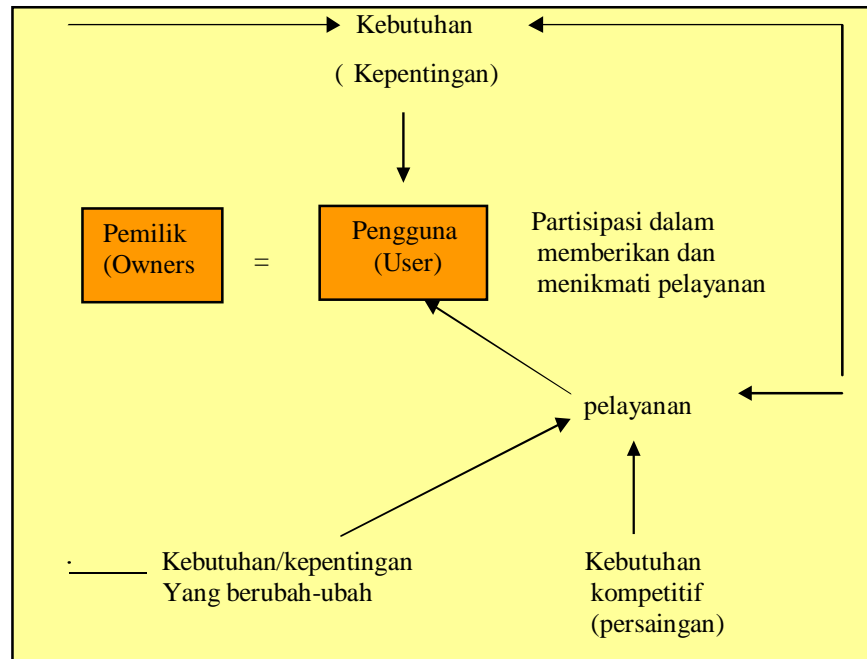 Kebutuhan
( Kepentingan)
Pemilik
(Owners
=
Pengguna
(User)
Partisipasi dalam
memberikan dan
menikmati pelayanan
pelayanan
. Kebutuhan/kepentingan
Yang berubah-ubah
Kebutuhan
kompetitif
(persaingan)